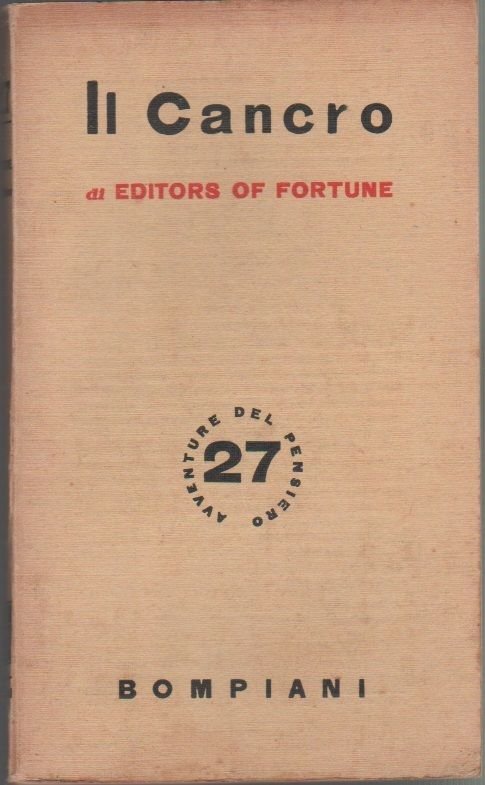 Il Cancro
di EDITORS OF FORTUNE
AVVENTURE DEL PENSIERO
27
BOMPIANI